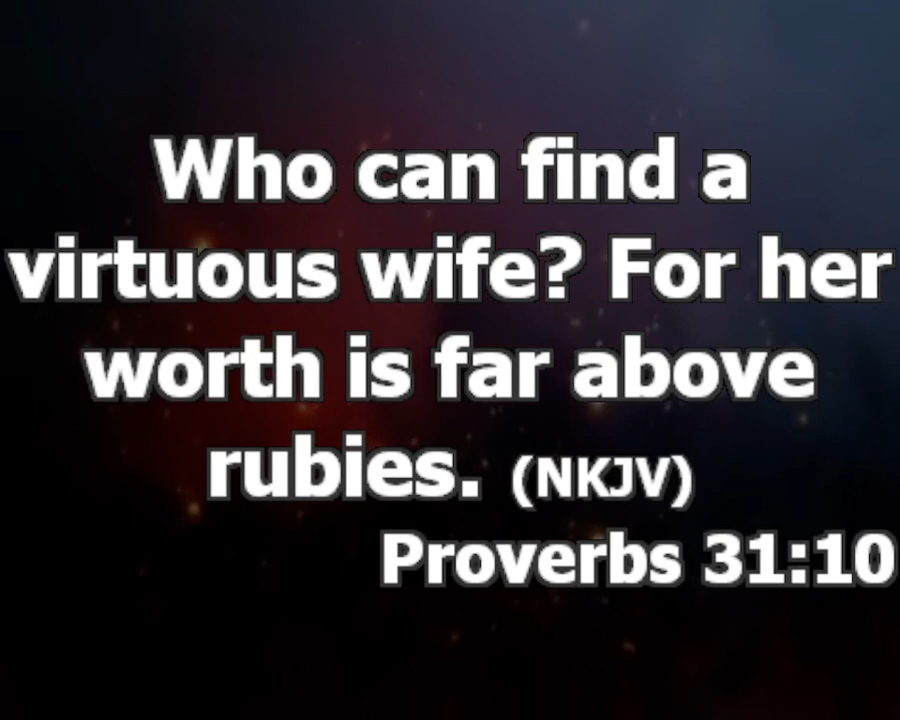 Who can find a
virtuous wife? For her
worth is far above
rubies. (NKJV)
Proverbs 31:10